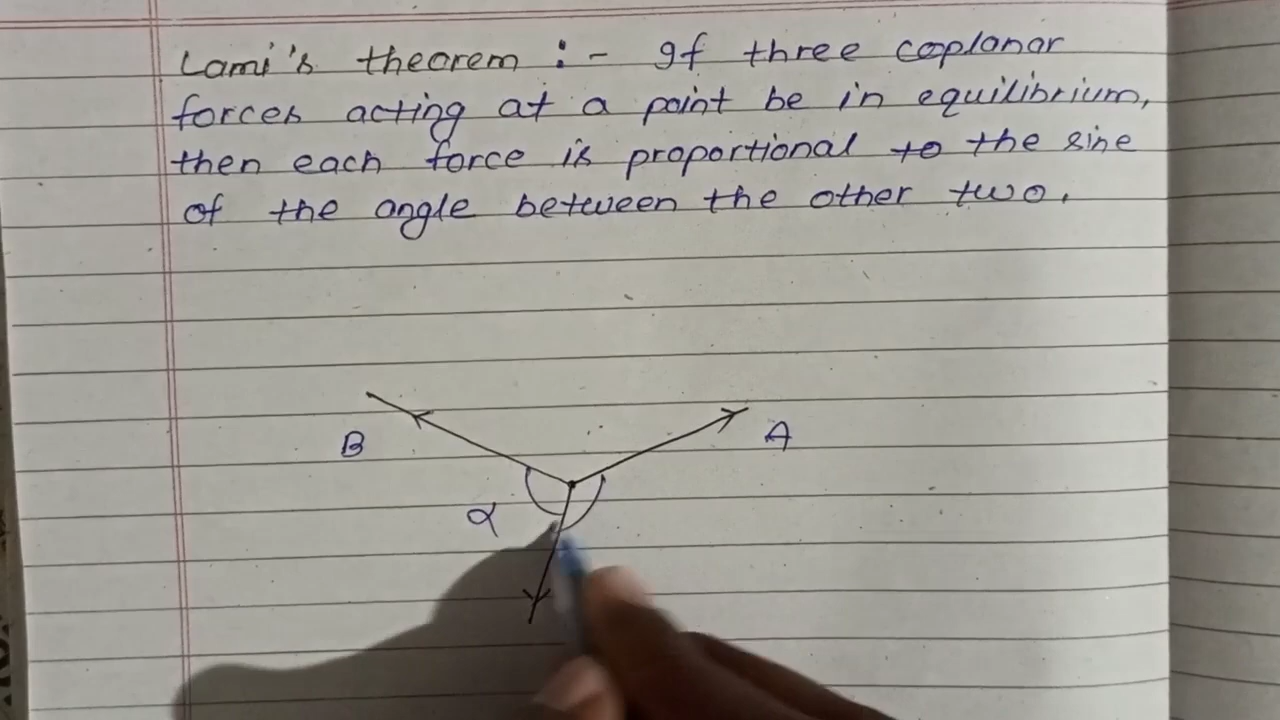 Lami's theorem :- If three coplanar
forces acting at a point be in equilibrium,
then each force is proportional to the sine
of the angle between the other two.
B
A
α